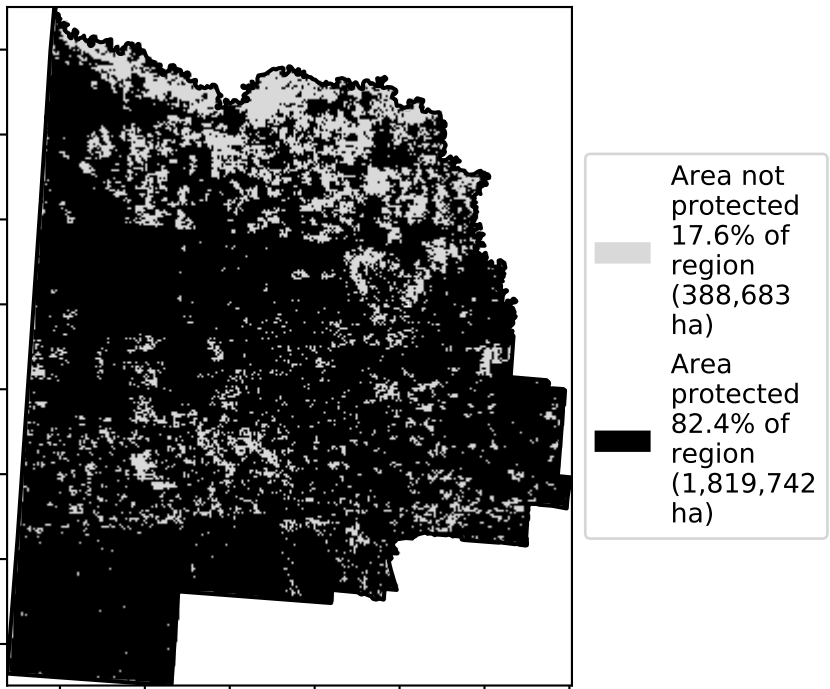 Area not
protected
17.6% of
region
(388,683
ha)
Area
protected
82.4% of
region
(1,819,742
ha)